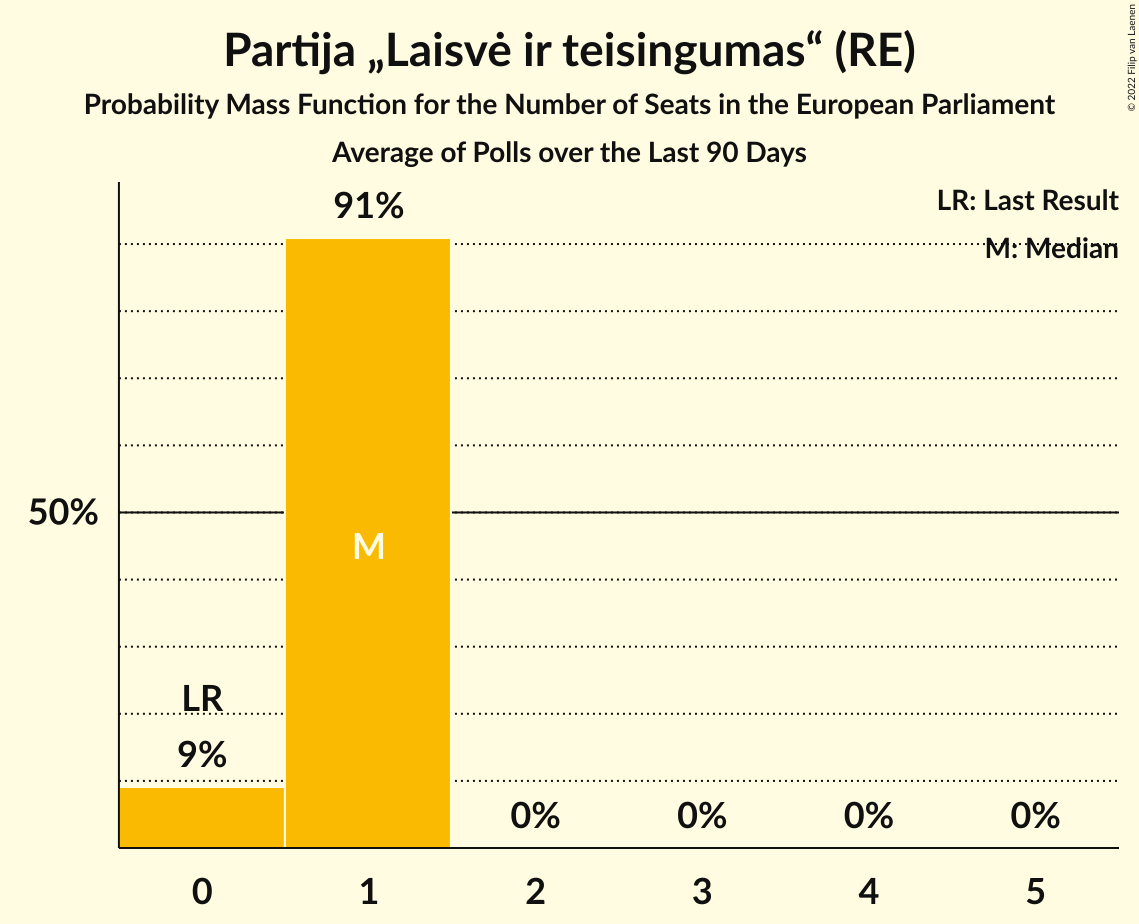 Partija „Laisvė ir teisingumas“ (RE)
Probability Mass Function for the Number of Seats in the European Parliament
Average of Polls over the Last 90 Days
© 2022 Filip van Laenen
LR: Last Result
M: Median
91%
50%
M
LR
9%
0%
0%
0%
0%
0
1
2
3
4
5